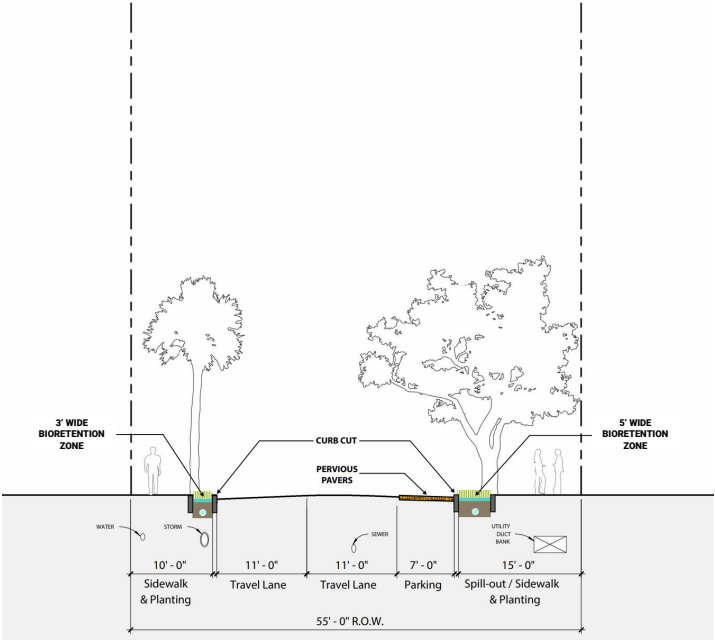 3' WIDE
BIORETENTION
ZONE
CURB CUT
5' WIDE
BIORETENTION
ZONE
PERVIOUS
PAVERS
WATER
STORM
SEWER
UTILITY
DUCT
BANK
10' - 0"
11' - 0"
11' - 0"
7' - 0"
15' - 0"
Sidewalk
& Planting
Travel Lane
Travel Lane
Parking
Spill-out / Sidewalk
& Planting
55' - 0" R.O.W.